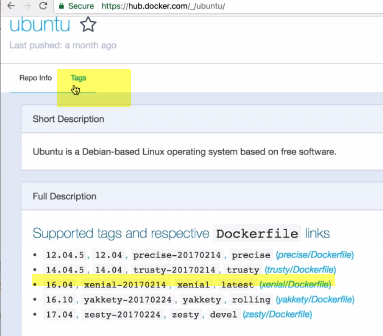 Secure https://hub.docker.com/_/ubuntu/
ubuntu
Last pushed: a month ago
Repo Info Tags
Short Description
Ubuntu is a Debian-based Linux operating system based on free software.
Full Description
Supported tags and respective Dockerfile links
• 12.04.5, 12.04, precise-20170214, precise (precise/Dockerfile)
• 14.04.5, 14.04, trusty-20170214, trusty (trusty/Dockerfile)
• 16.04, xenial-20170214, xenial, latest (xenial/Dockerfile)
• 16.10, yakkety-20170224, yakkety, rolling (yakkety/Dockerfile)
• 17.04, zesty-20170224, zesty, devel (zesty/Dockerfile)